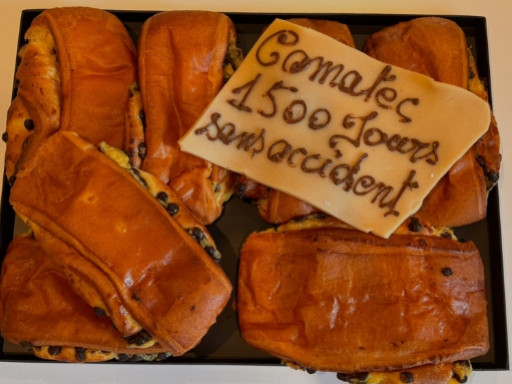 Comatec
1500 Jours
sans accident